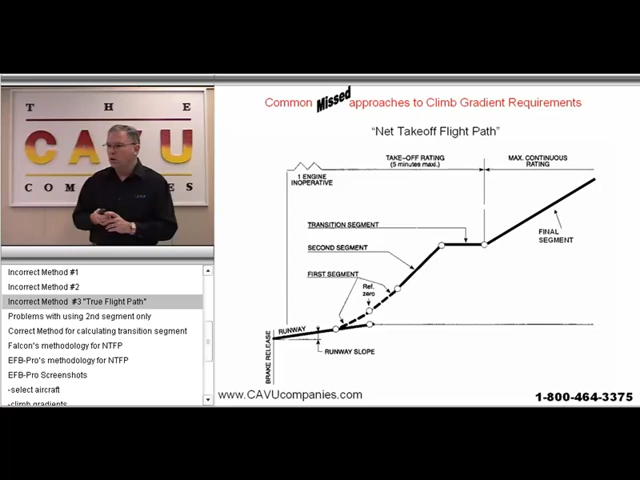 Common Missed approaches to Climb Gradient Requirements
"Net Takeoff Flight Path"
THE
CAVU
COMPANIES
TAKE-OFF RATING
(5 minutes max.)
MAX. CONTINUOUS
RATING
1 ENGINE
INOPERATIVE
TRANSITION SEGMENT
SECOND SEGMENT
FINAL
SEGMENT
FIRST SEGMENT
Ref.
zero
RUNWAY
RUNWAY SLOPE
BRAKE RELEASE
Incorrect Method #1
Incorrect Method #2
Incorrect Method #3 "True Flight Path"
Problems with using 2nd segment only
Correct Method for calculating transition segment
Falcon's methodology for NTFP
EFB-Pro's methodology for NTFP
EFB-Pro Screenshots
-select aircraft
-climb gradients
www.CAVUcompanies.com
1-800-464-3375